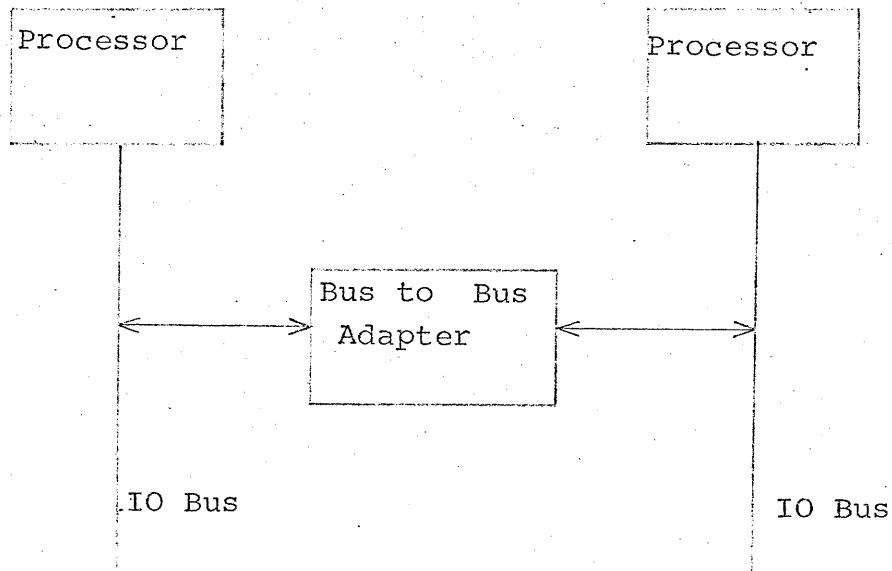 Processor
Processor
Bus to Bus
Adapter
IO Bus
IO Bus